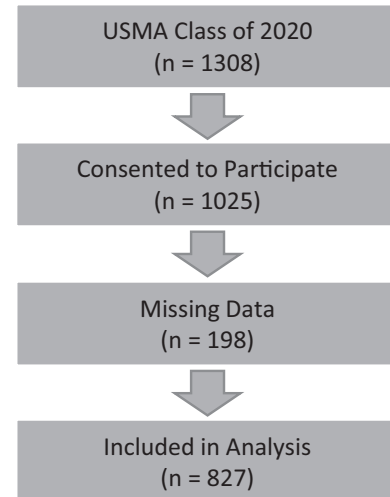 USMA Class of 2020
(n = 1308)
Consented to Participate
(n = 1025)
Missing Data
(n = 198)
Included in Analysis
(n = 827)